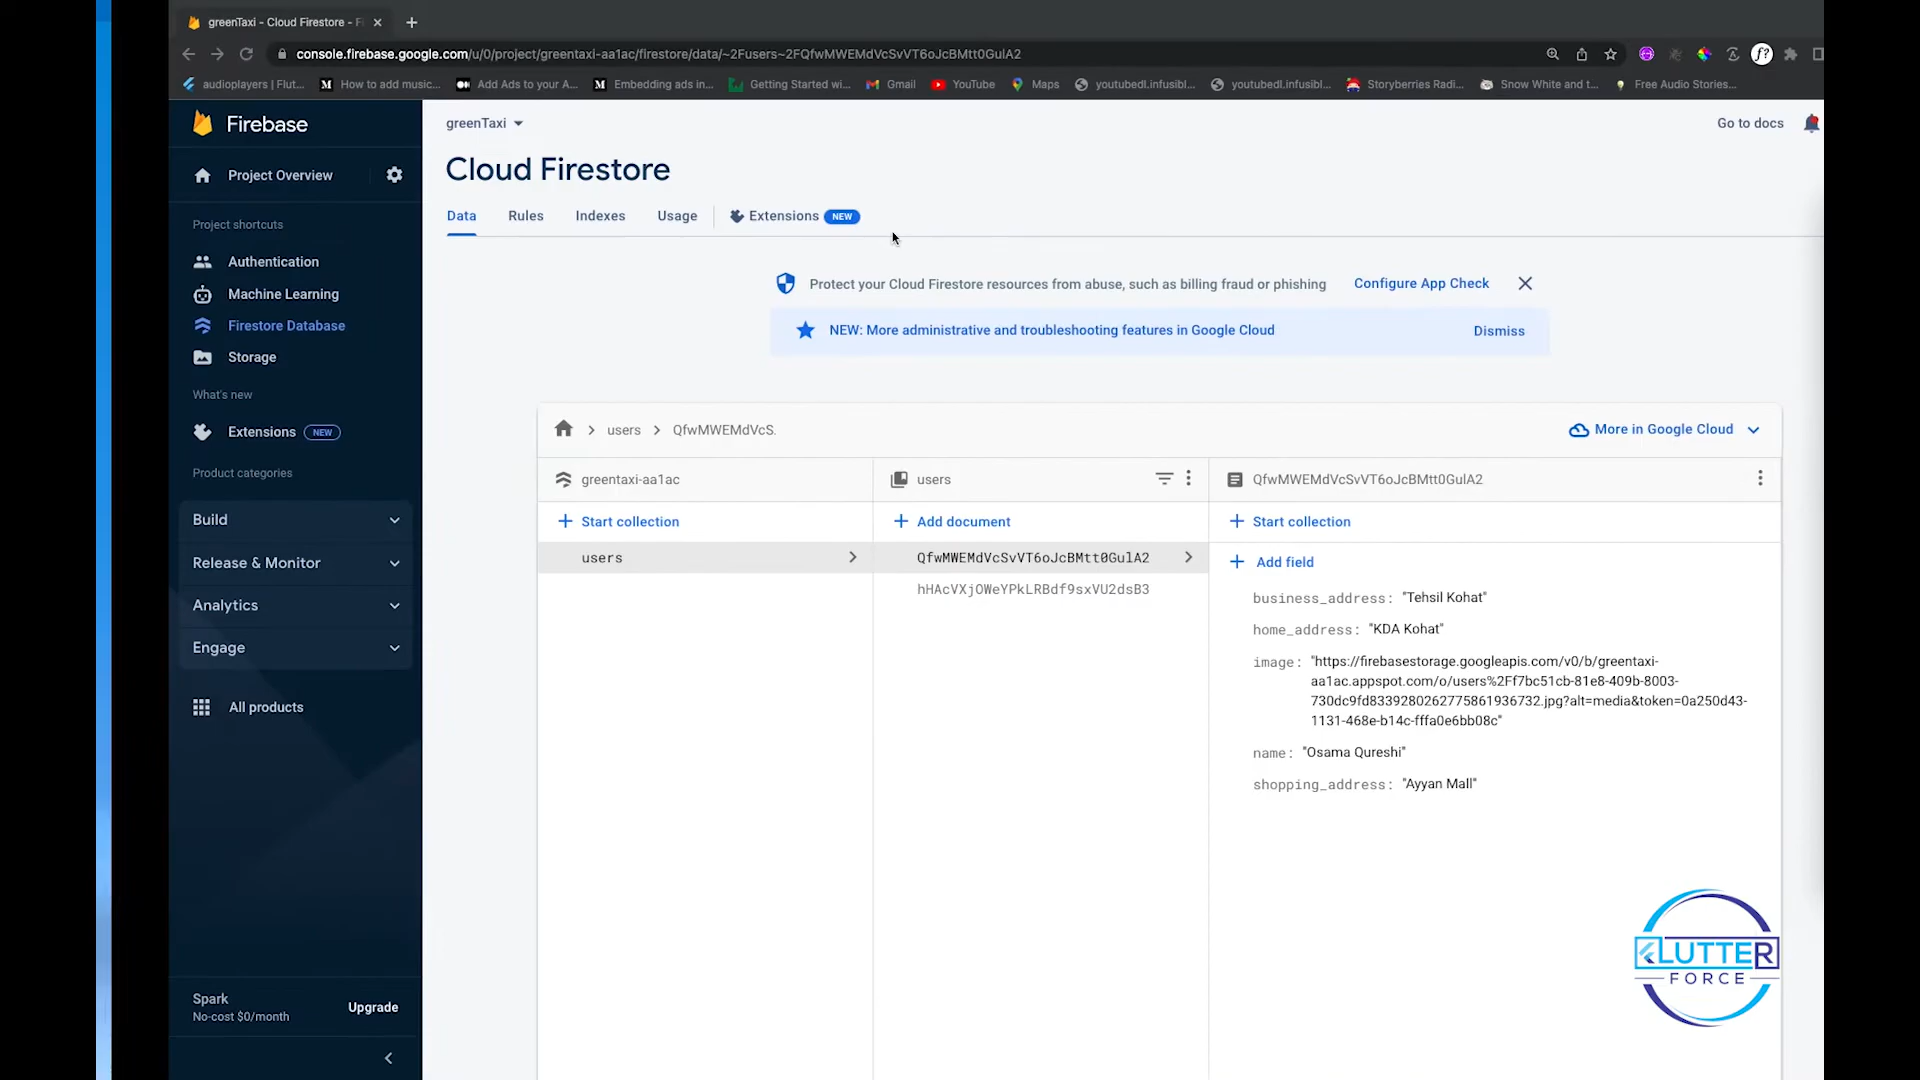 greenTaxi - Cloud Firestore - Fi
console.firebase.google.com/u/0/project/greentaxi-aa1ac/firestore/data/~2Fusers~2FQfwMWEMdVcSvVT6oJcBMtt0GulA2
audioplayers | Flut...
How to add music...
Add Ads to your A...
Embedding ads in...
Getting Started wi...
Gmail
YouTube
Maps
youtubedl.infusibl...
youtubedl.infusibl...
Storyberries Radi...
Snow White and t...
Free Audio Stories...
Firebase
Project Overview
Project shortcuts
Authentication
Machine Learning
Firestore Database
Storage
What's new
Extensions NEW
Product categories
Build
Release & Monitor
Analytics
Engage
All products
Spark
No-cost $0/month
Upgrade
greenTaxi
Go to docs
Cloud Firestore
Data
Rules
Indexes
Usage
Extensions NEW
Protect your Cloud Firestore resources from abuse, such as billing fraud or phishing
Configure App Check
NEW: More administrative and troubleshooting features in Google Cloud
Dismiss
users
QfwMWEMdVcS.
More in Google Cloud
greentaxi-aa1ac
Start collection
users
users
Add document
QfwMWEMdVcSvVT6oJcBMtt0GulA2
hHAcVXjOWeYPkLRBdf9sxVU2dsB3
QfwMWEMdVcSvVT6oJcBMtt0GulA2
Start collection
Add field
business_address: "Tehsil Kohat"
home_address: "KDA Kohat"
image: "https://firebasestorage.googleapis.com/v0/b/greentaxi-
aa1ac.appspot.com/o/users%2Ff7bc51cb-81e8-409b-8003-
730dc9fd8339280262775861936732.jpg?alt=media&token=0a250d43-
1131-468e-b14c-fffa0e6bb08c"
name: "Osama Qureshi"
shopping_address: "Ayyan Mall"
FLUTTER
FORCE